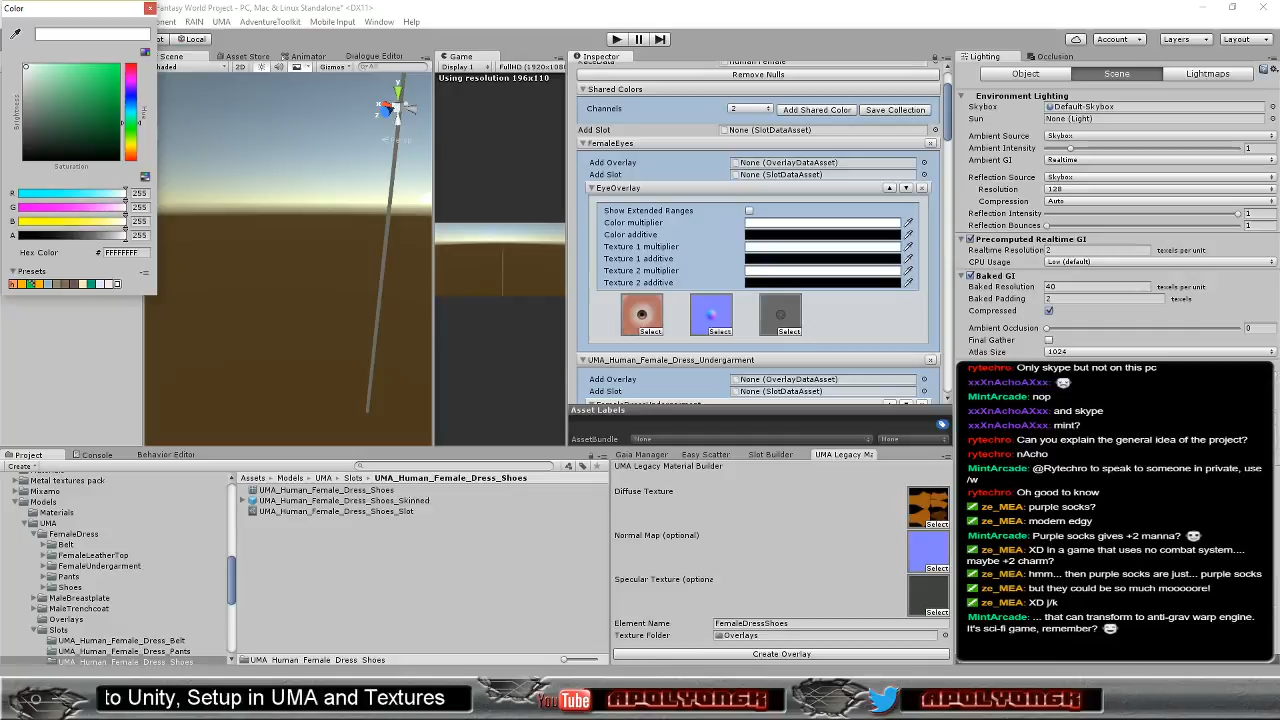 Color
Fantasy World Project - PC, Mac & Linux Standalone* <DX11>
RAIN UMA AdventureToolkit Mobile Input Window Help
Local
Account Layers Layout
Scene Asset Store Animator Dialogue Editor
2D Gizmos All
Game
Display 1 FullHD (1920x108
Using resolution 196x110
Persp
Brightness
Hue
Saturation
R 255
G 255
B 255
A 255
Hex Color # FFFFFFFF
Presets
Inspector
Remove Nulls
Shared Colors
Channels 2 Add Shared Color Save Collection
Add Slot None (SlotDataAsset)
FemaleEyes
Add Overlay None (OverlayDataAsset)
Add Slot None (SlotDataAsset)
EyeOverlay
Show Extended Ranges
Color multiplier
Color additive
Texture 1 multiplier
Texture 1 additive
Texture 2 multiplier
Texture 2 additive
Select Select Select
UMA_Human_Female_Dress_Undergarment
Add Overlay None (OverlayDataAsset)
Add Slot None (SlotDataAsset)
Asset Labels
AssetBundle None None
Lighting Occlusion
Object Scene Lightmaps
Environment Lighting
Skybox Default-Skybox
Sun None (Light)
Ambient Source Skybox
Ambient Intensity 1
Ambient GI Realtime
Reflection Source Skybox
Resolution 128
Compression Auto
Reflection Intensity 1
Reflection Bounces 1
Precomputed Realtime GI
Realtime Resolution 2 texels per unit
CPU Usage Low (default)
Baked GI
Baked Resolution 40 texels per unit
Baked Padding 2 texels
Compressed
Ambient Occlusion 0
Final Gather
Atlas Size 1024
rytechro: Only skype but not on this pc
xxXnAchoAXxx:
MintArcade: nop
xxXnAchoAXxx: and skype
xxXnAchoAXxx: mint?
rytechro: Can you explain the general idea of the project?
rytechro: nAcho
MintArcade: @Rytechro to speak to someone in private, use
/w
rytechro: Oh good to know
ze_MEA: purple socks?
ze_MEA: modern edgy
MintArcade: Purple socks gives +2 manna?
ze_MEA: XD in a game that uses no combat system....
maybe +2 charm?
ze_MEA: hmm... then purple socks are just... purple socks
ze_MEA: but they could be so much moooore!
ze_MEA: XD j/k
MintArcade: ... that can transform to anti-grav warp engine.
It's sci-fi game, remember?
Project Console Behavior Editor
Create
Metal textures pack
Mixamo
Models
Materials
UMA
FemaleDress
Belt
FemaleLeatherTop
FemaleUndergarment
Pants
Shoes
MaleBreastplate
MaleTrenchcoat
Overlays
Slots
UMA_Human_Female_Dress_Belt
UMA_Human_Female_Dress_Pants
UMA_Human_Female_Dress_Shoes
Assets Models UMA Slots UMA_Human_Female_Dress_Shoes
UMA_Human_Female_Dress_Shoes
UMA_Human_Female_Dress_Shoes_Skinned
UMA_Human_Female_Dress_Shoes_Slot
UMA_Human_Female_Dress_Shoes
Gaia Manager Easy Scatter Slot Builder UMA Legacy Ma
UMA Legacy Material Builder
Diffuse Texture
Select
Normal Map (optional)
Select
Specular Texture (optiona
Select
Element Name FemaleDressShoes
Texture Folder Overlays
Create Overlay
to Unity, Setup in UMA and Textures
YouTube APOLYONGK APOLYONGK